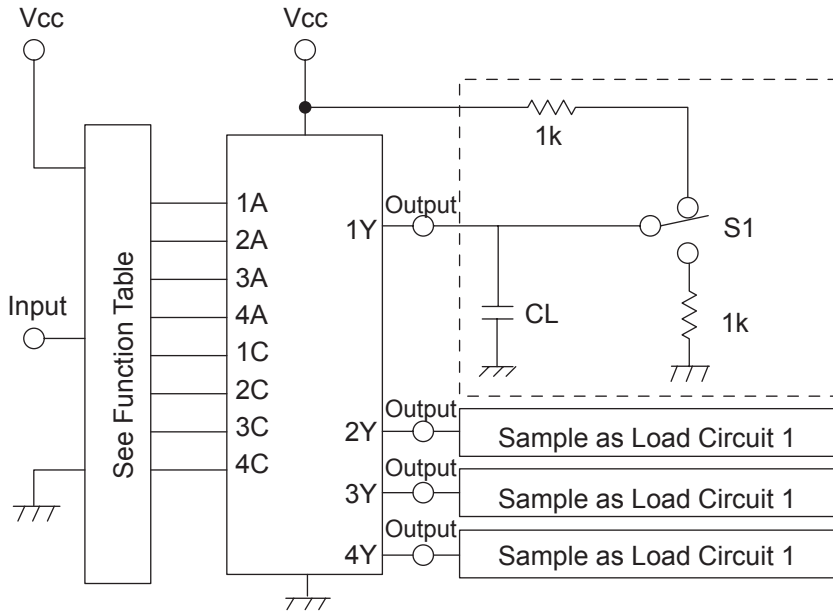 Vcc
Vcc
1k
Output
1A
1Y
S1
2A
3A
Input
4A
CL
1k
1C
See Function Table
2C
Output
3C
2Y
Sample as Load Circuit 1
4C
Output
3Y
Sample as Load Circuit 1
Output
4Y
Sample as Load Circuit 1